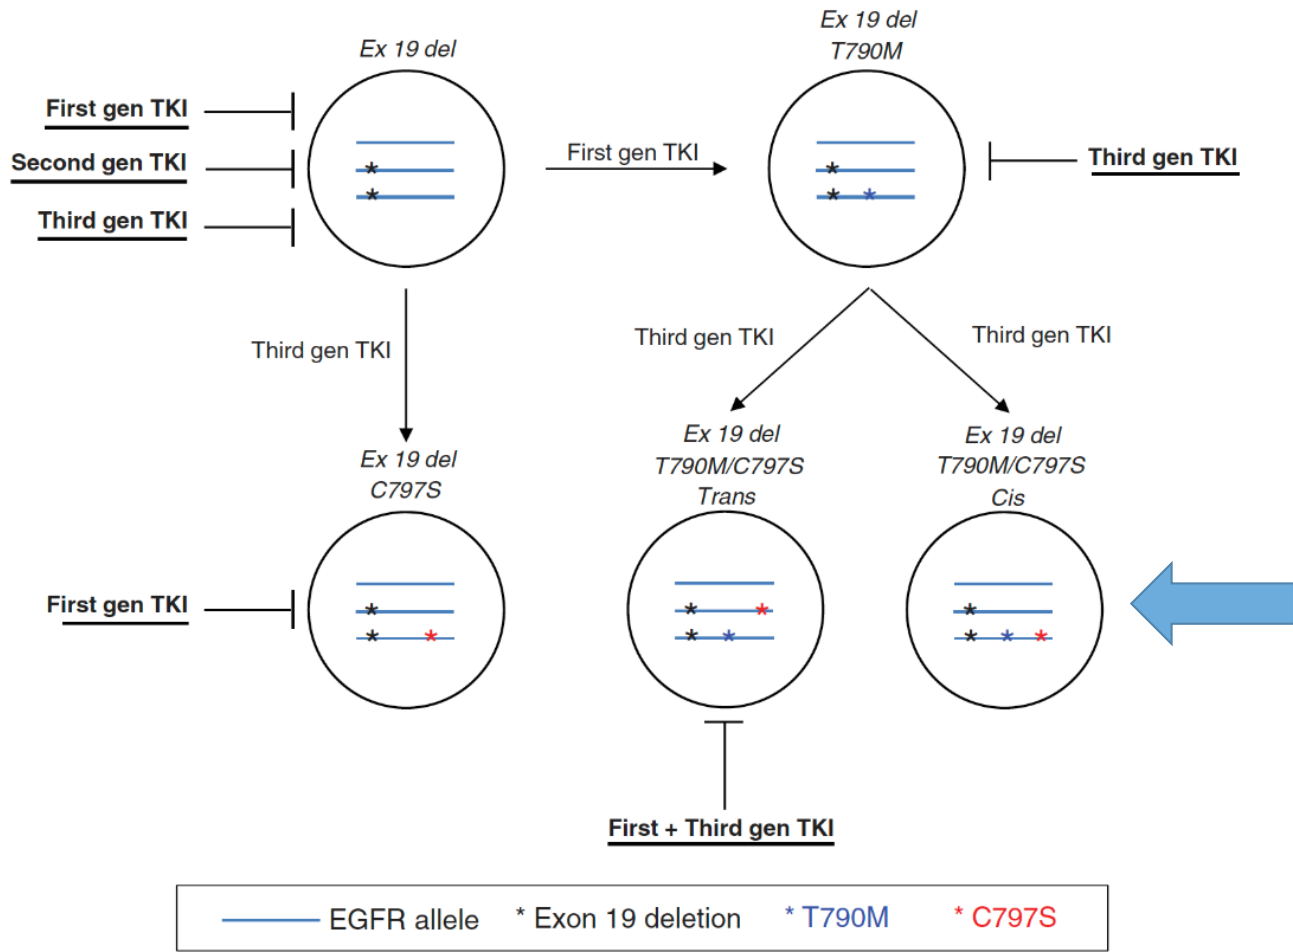 Ex 19 del
Ex 19 del
T790M
First gen TKI
Second gen TKI
Third gen TKI
First gen TKI
Third gen TKI
Third gen TKI
Third gen TKI
Third gen TKI
Ex 19 del
C797S
Ex 19 del
T790M/C797S
Trans
Ex 19 del
T790M/C797S
Cis
First gen TKI
First + Third gen TKI
EGFR allele
* Exon 19 deletion
* T790M
* C797S